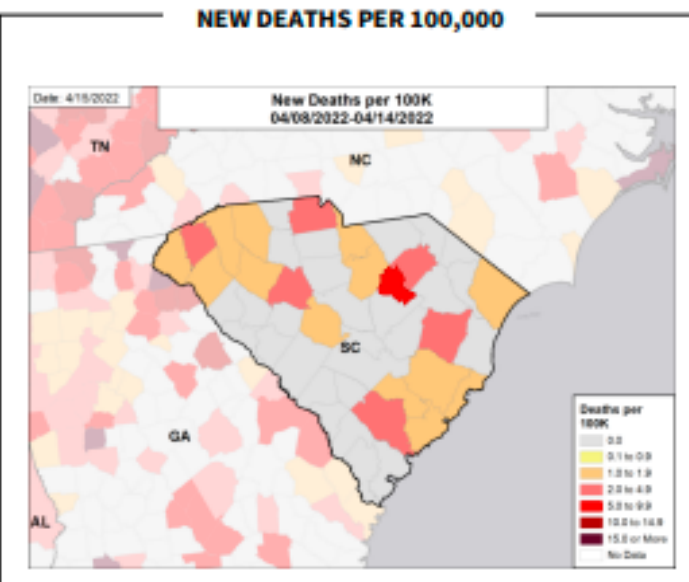 NEW DEATHS PER 100,000
Date: 4/15/2022
New Deaths per 100K
04/08/2022-04/14/2022
TN
NC
SC
GA
AL
Deaths per
100K
0.0
0.1 to 0.9
1.0 to 1.9
2.0 to 4.9
5.0 to 9.9
10.0 to 14.9
15.0 or More
No Data